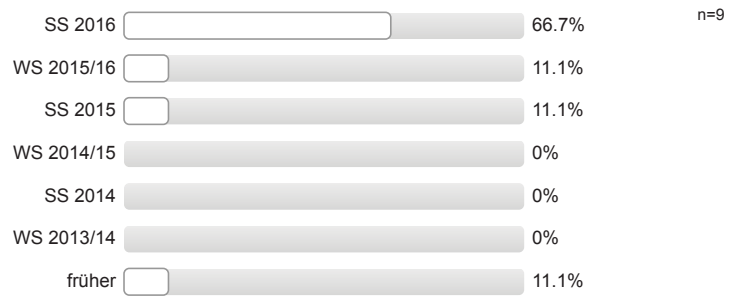 SS 2016 66.7% n=9
WS 2015/16 11.1%
SS 2015 11.1%
WS 2014/15 0%
SS 2014 0%
WS 2013/14 0%
früher 11.1%